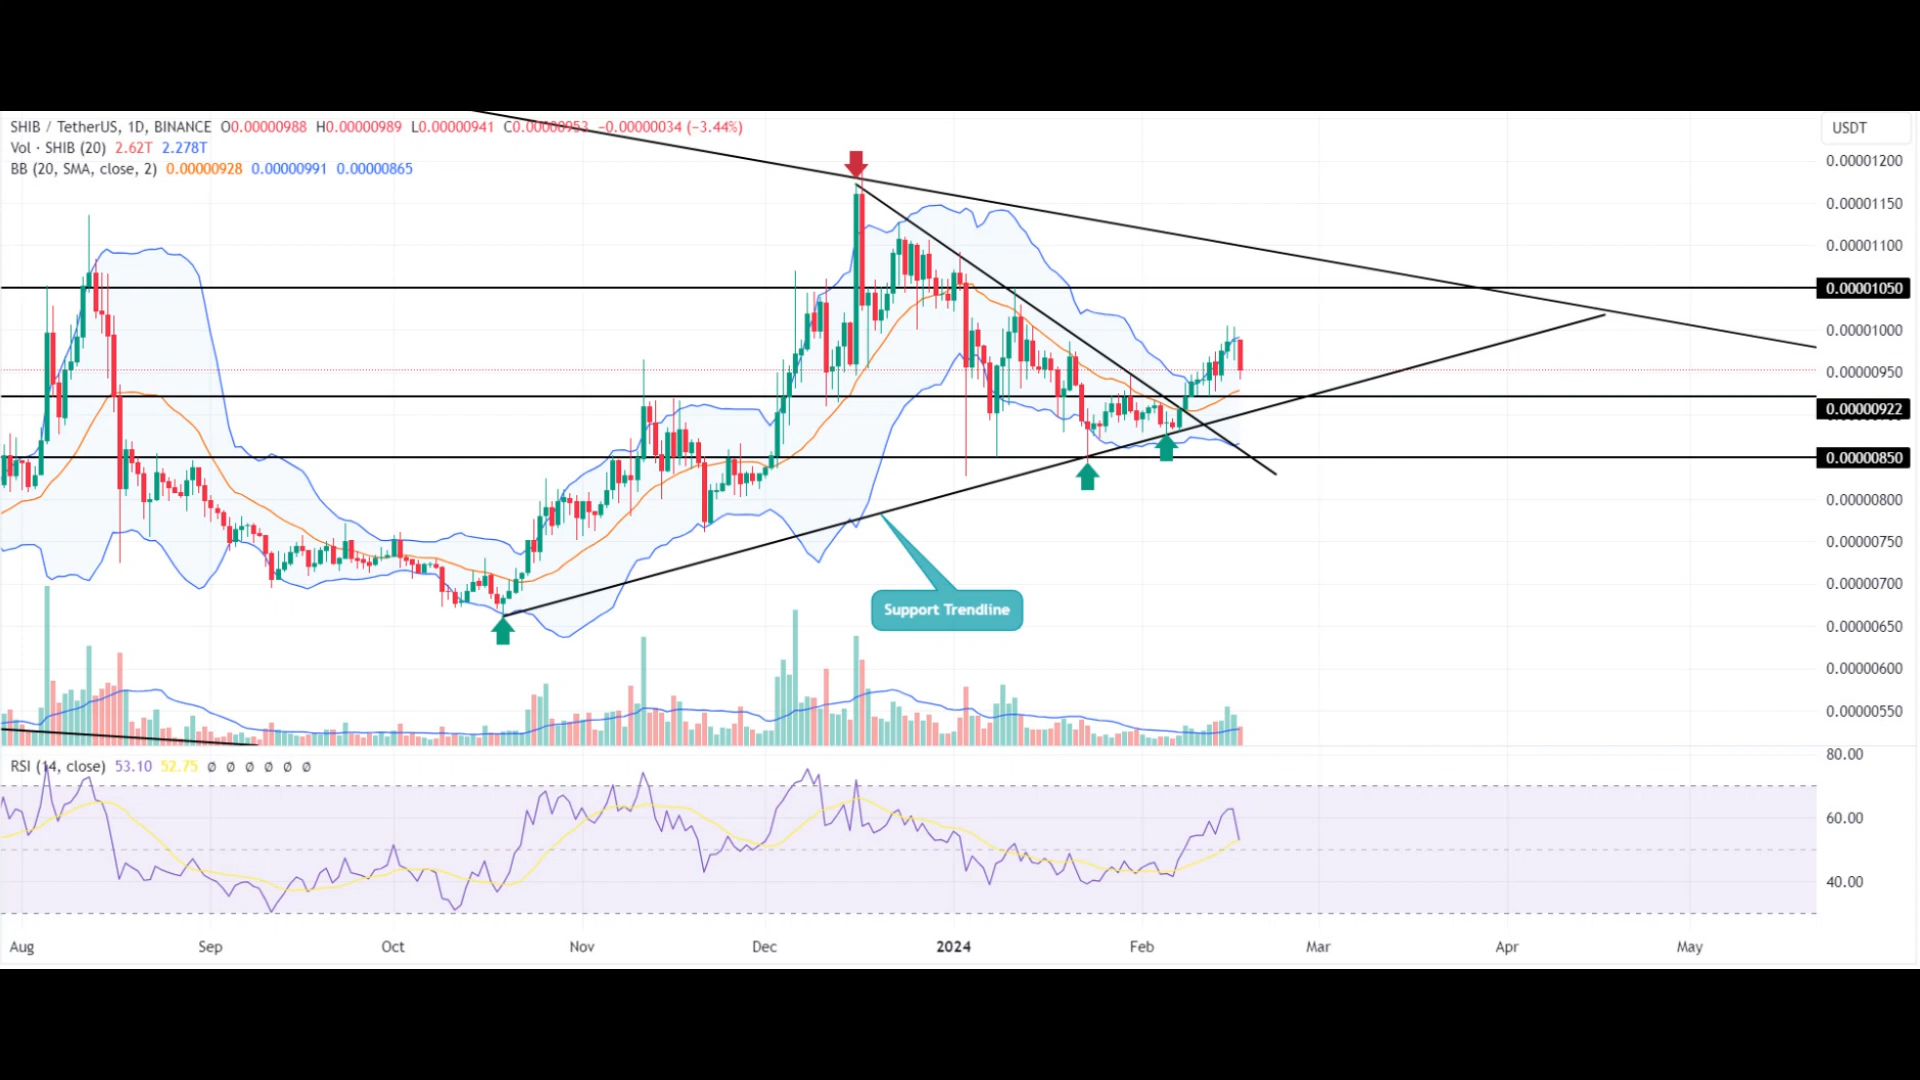 SHIB / TetherUS, 1D, BINANCE O0.00000988 H0.00000989 L0.00000941 C0.00000953 −0.00000034 (−3.44%)
Vol · SHIB (20) 2.62T 2.278T
BB (20, SMA, close, 2) 0.00000928 0.00000991 0.00000865
USDT
0.00001200
0.00001150
0.00001100
0.00001050
0.00001000
0.00000950
0.00000922
0.00000850
0.00000800
0.00000750
0.00000700
0.00000650
0.00000600
0.00000550
Support Trendline
RSI (14, close) 53.10 52.75 Ø Ø Ø Ø Ø Ø
80.00
60.00
40.00
Aug Sep Oct Nov Dec 2024 Feb Mar Apr May